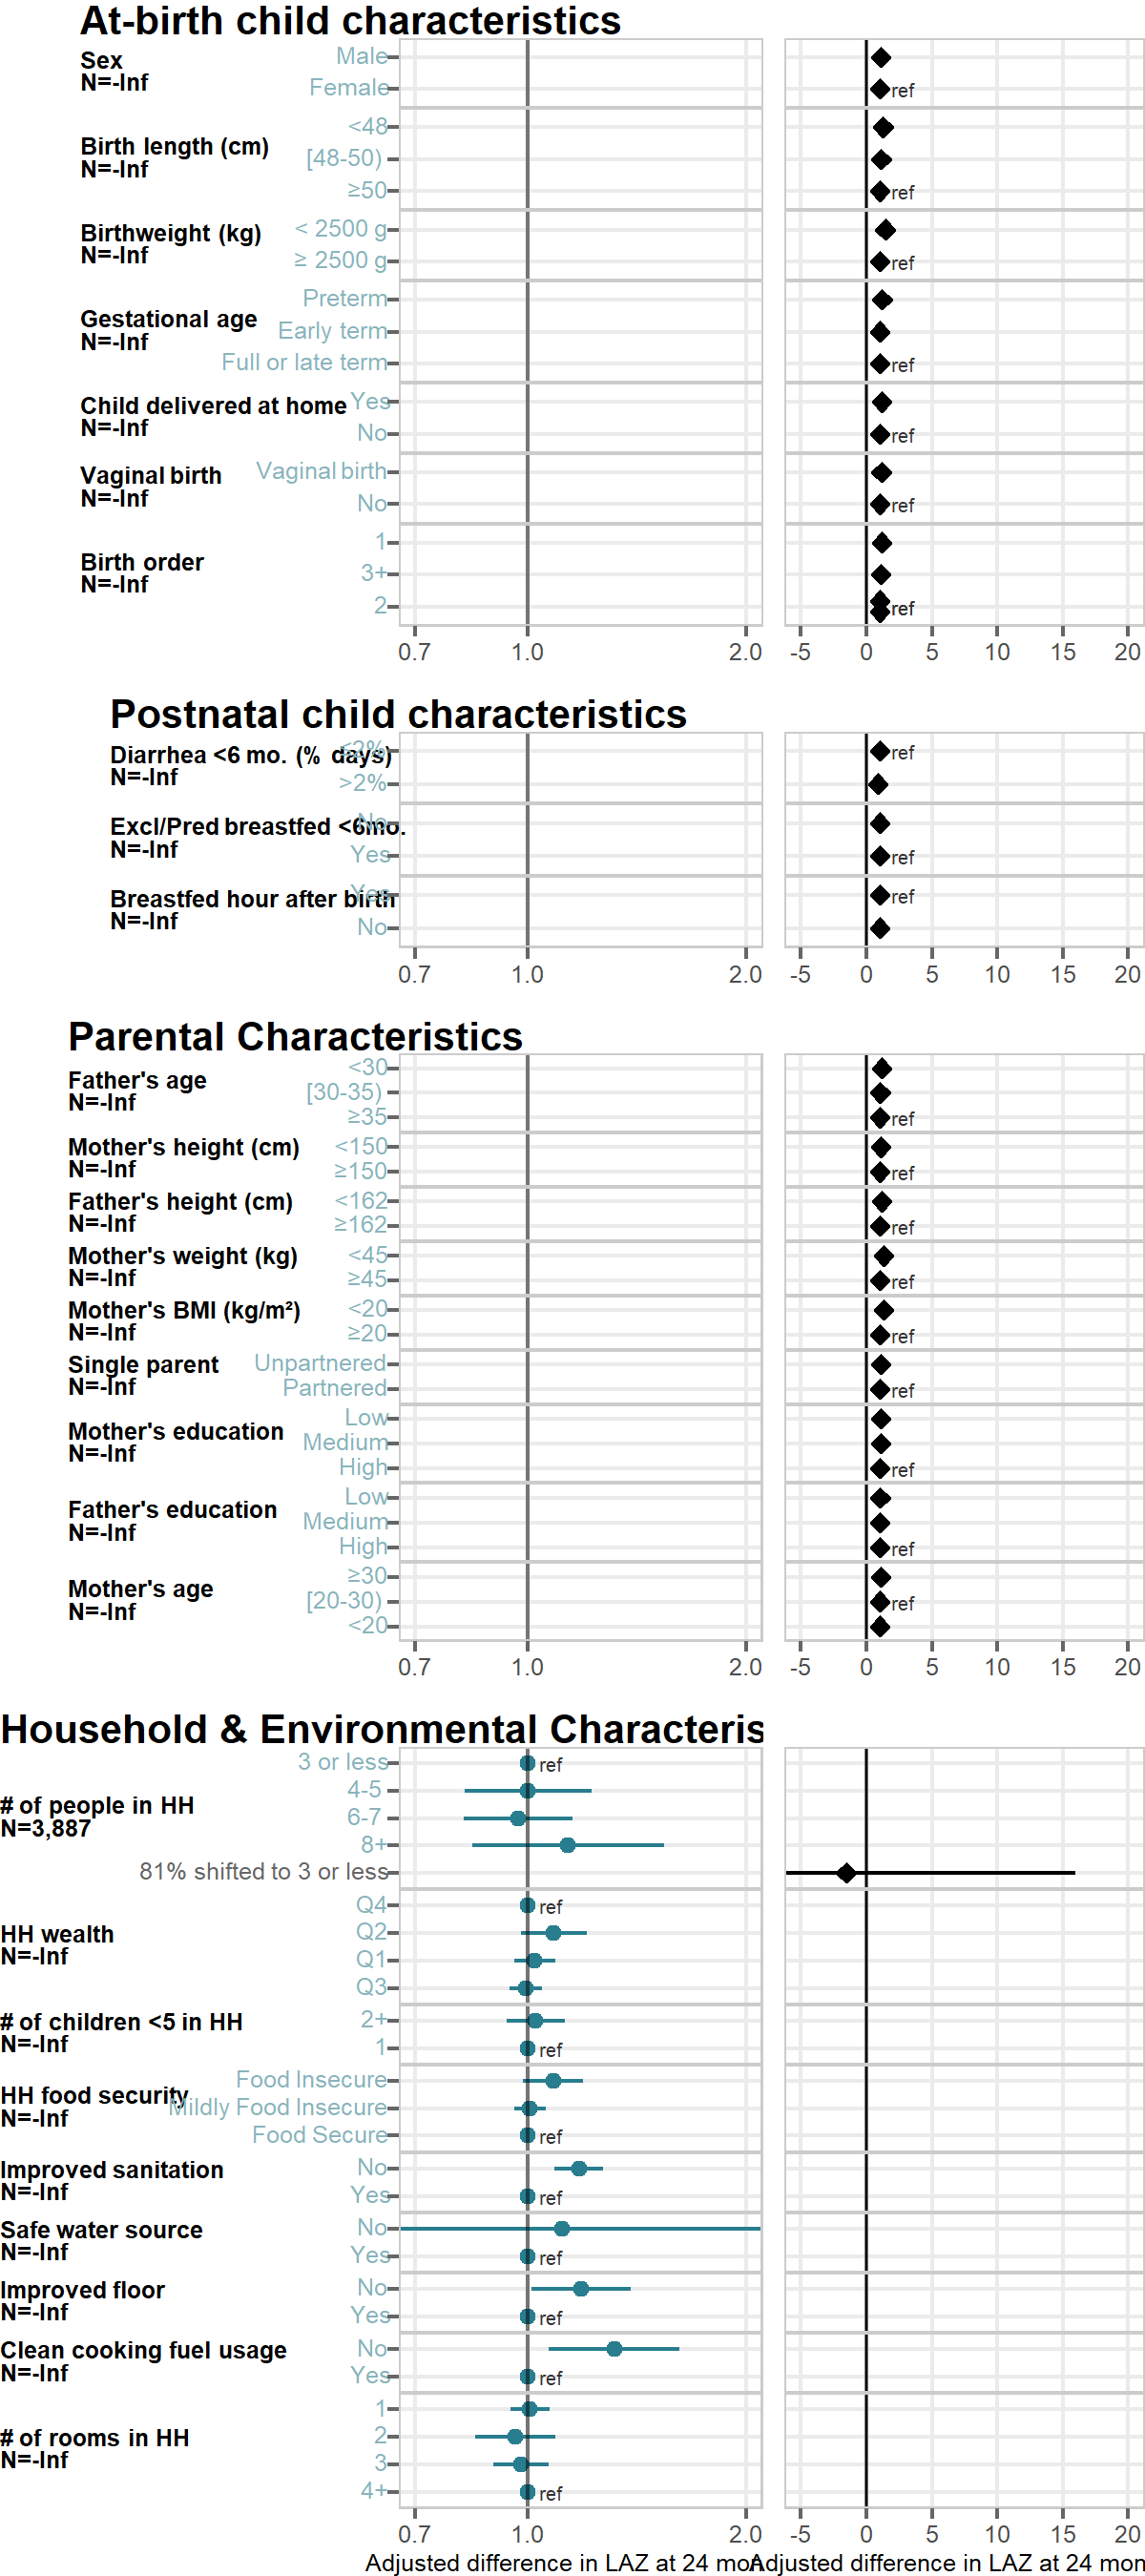 At-birth child characteristics
Sex
N=-Inf
Male
Female
ref
Birth length (cm)
N=-Inf
<48
[48-50)
≥50
ref
Birthweight (kg)
N=-Inf
< 2500 g
≥ 2500 g
ref
Gestational age
N=-Inf
Preterm
Early term
Full or late term
ref
Child delivered at home
N=-Inf
Yes
No
ref
Vaginal birth
N=-Inf
Vaginal birth
No
ref
Birth order
N=-Inf
1
3+
2
ref
0.7 1.0 2.0 -5 0 5 10 15 20
Postnatal child characteristics
Diarrhea <6 mo. (% days)
N=-Inf
≤2%
ref
>2%
Excl/Pred breastfed <6mo.
N=-Inf
No
Yes
ref
Breastfed hour after birth
N=-Inf
Yes
ref
No
0.7 1.0 2.0 -5 0 5 10 15 20
Parental Characteristics
Father's age
N=-Inf
<30
[30-35)
≥35
ref
Mother's height (cm)
N=-Inf
<150
≥150
ref
Father's height (cm)
N=-Inf
<162
≥162
ref
Mother's weight (kg)
N=-Inf
<45
≥45
ref
Mother's BMI (kg/m²)
N=-Inf
<20
≥20
ref
Single parent
N=-Inf
Unpartnered
Partnered
ref
Mother's education
N=-Inf
Low
Medium
High
ref
Father's education
N=-Inf
Low
Medium
High
ref
Mother's age
N=-Inf
≥30
[20-30)
ref
<20
0.7 1.0 2.0 -5 0 5 10 15 20
Household & Environmental Characteris
# of people in HH
N=3,887
3 or less
ref
4-5
6-7
8+
81% shifted to 3 or less
HH wealth
N=-Inf
Q4
ref
Q2
Q1
Q3
# of children <5 in HH
N=-Inf
2+
1
ref
HH food security
N=-Inf
Food Insecure
Mildly Food Insecure
Food Secure
ref
Improved sanitation
N=-Inf
No
Yes
ref
Safe water source
N=-Inf
No
Yes
ref
Improved floor
N=-Inf
No
Yes
ref
Clean cooking fuel usage
N=-Inf
No
Yes
ref
# of rooms in HH
N=-Inf
1
2
3
4+
ref
0.7 1.0 2.0 -5 0 5 10 15 20
Adjusted difference in LAZ at 24 mon
Adjusted difference in LAZ at 24 mon